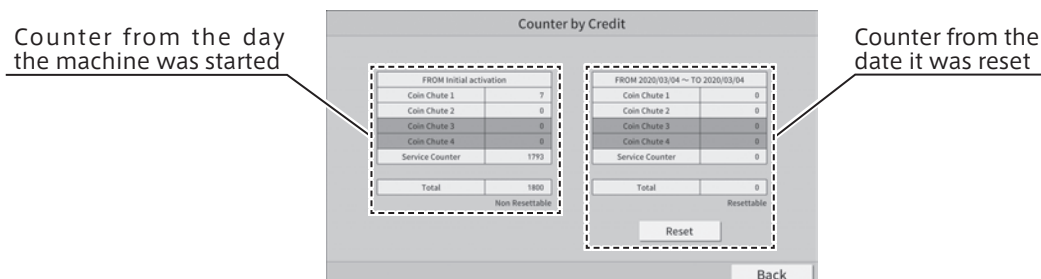 Counter by Credit
Counter from the day
the machine was started
FROM Initial activation
Coin Chute 1 7
Coin Chute 2 0
Coin Chute 3 0
Coin Chute 4 0
Service Counter 1793
Total 1800
Non Resettable
FROM 2020/03/04 ~ TO 2020/03/04
Coin Chute 1 0
Coin Chute 2 0
Coin Chute 3 0
Coin Chute 4 0
Service Counter 0
Total 0
Resettable
Reset
Counter from the
date it was reset
Back